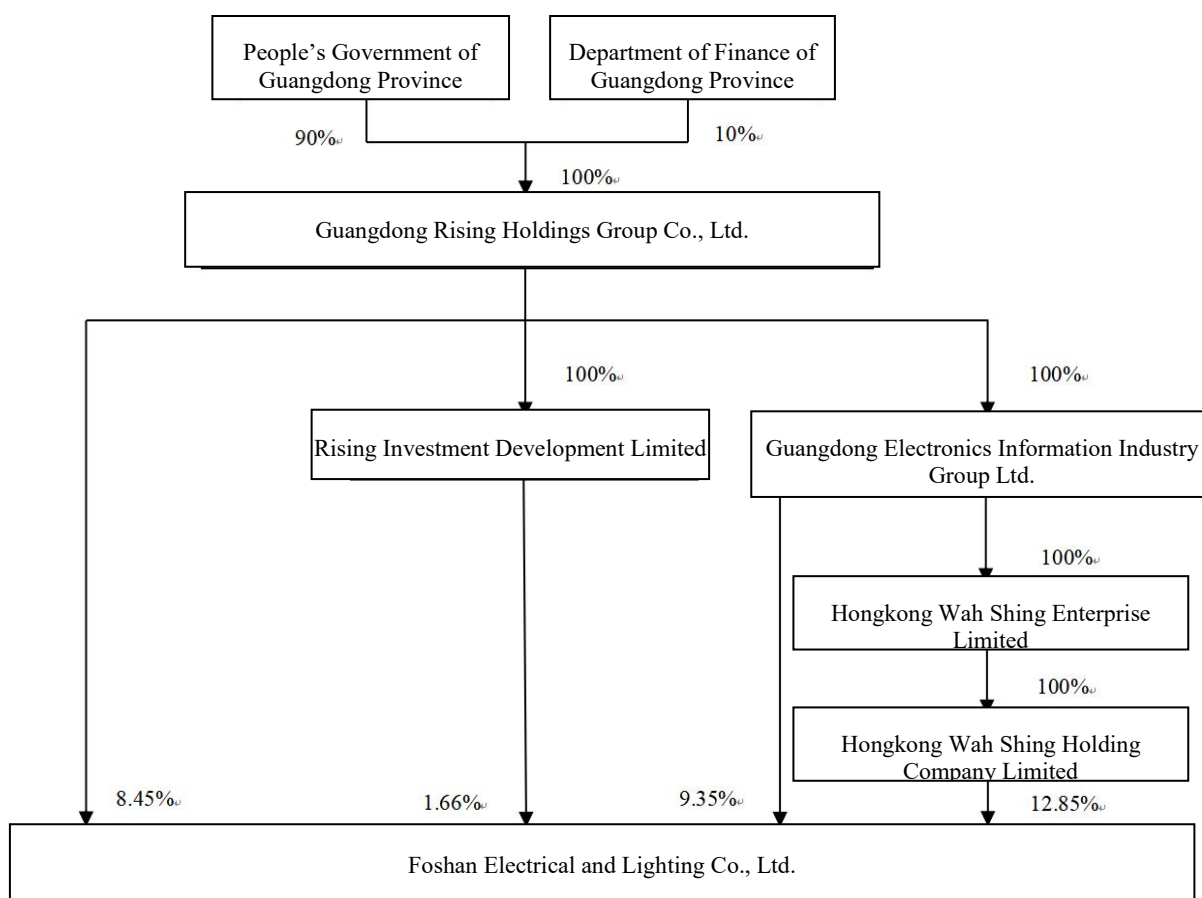 People’s Government of
Guangdong Province
Department of Finance of
Guangdong Province
90%
10%
100%
Guangdong Rising Holdings Group Co., Ltd.
100%
100%
Rising Investment Development Limited
Guangdong Electronics Information Industry
Group Ltd.
100%
Hongkong Wah Shing Enterprise
Limited
100%
Hongkong Wah Shing Holding
Company Limited
8.45%
1.66%
9.35%
12.85%
Foshan Electrical and Lighting Co., Ltd.